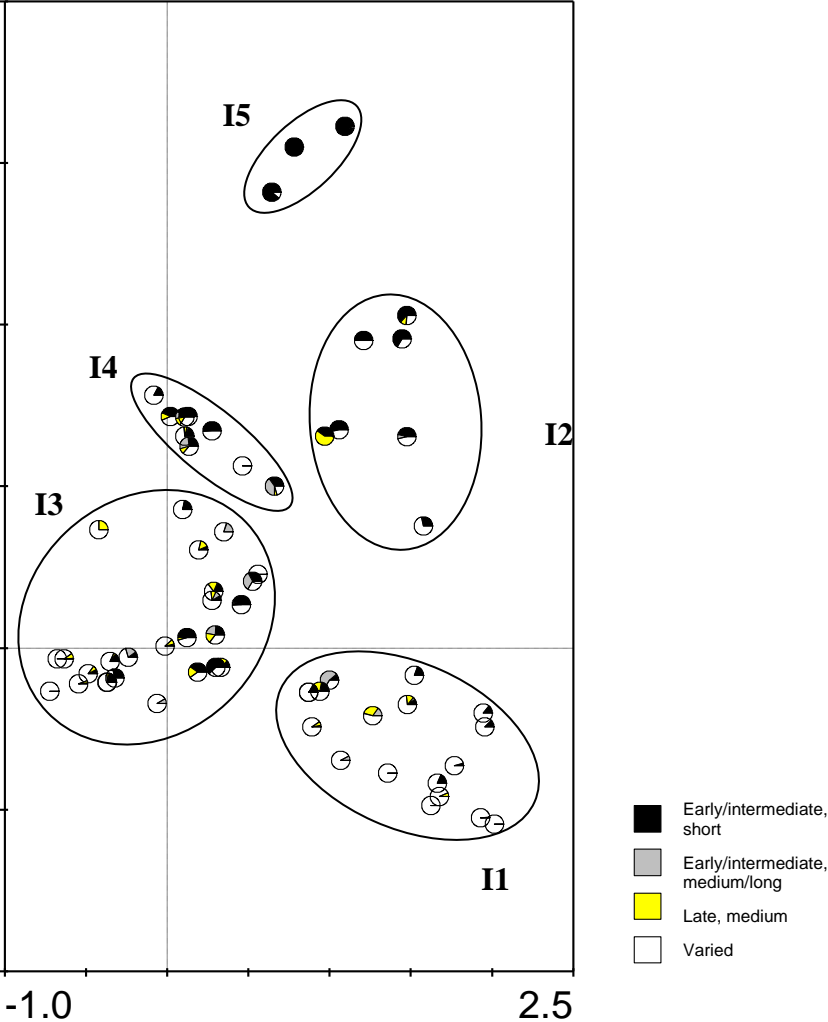 I5
I4
I2
I3
I1
Early/intermediate,
short
Early/intermediate,
medium/long
Late, medium
Varied
-1.0 2.5